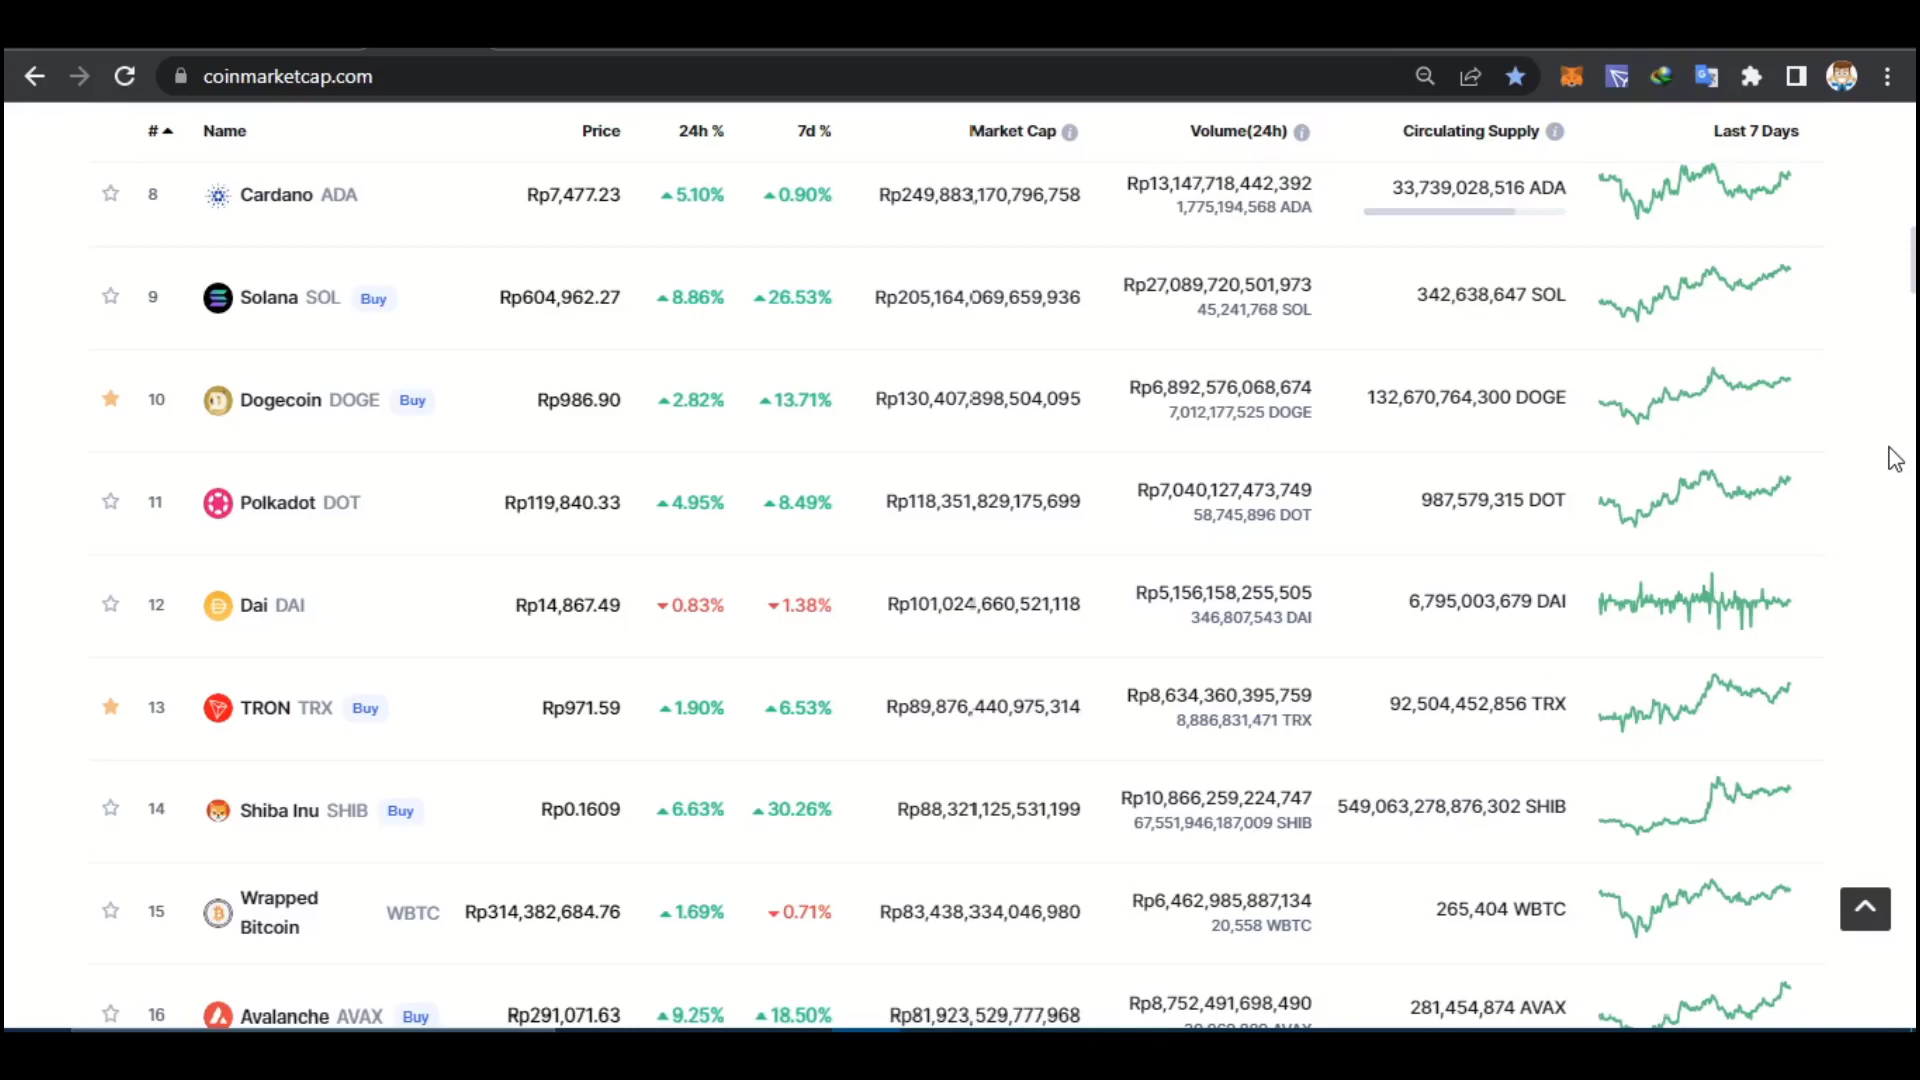 coinmarketcap.com
# Name Price 24h % 7d % Market Cap Volume(24h) Circulating Supply Last 7 Days
8 Cardano ADA Rp7,477.23 5.10% 0.90% Rp249,883,170,796,758 Rp13,147,718,442,392 33,739,028,516 ADA
1,775,194,568 ADA
9 Solana SOL Buy Rp604,962.27 8.86% 26.53% Rp205,164,069,659,936 Rp27,089,720,501,973 342,638,647 SOL
45,241,768 SOL
10 Dogecoin DOGE Buy Rp986.90 2.82% 13.71% Rp130,407,898,504,095 Rp6,892,576,068,674 132,670,764,300 DOGE
7,012,177,525 DOGE
11 Polkadot DOT Rp119,840.33 4.95% 8.49% Rp118,351,829,175,699 Rp7,040,127,473,749 987,579,315 DOT
58,745,896 DOT
12 Dai DAI Rp14,867.49 0.83% 1.38% Rp101,024,660,521,118 Rp5,156,158,255,505 6,795,003,679 DAI
346,807,543 DAI
13 TRON TRX Buy Rp971.59 1.90% 6.53% Rp89,876,440,975,314 Rp8,634,360,395,759 92,504,452,856 TRX
8,886,831,471 TRX
14 Shiba Inu SHIB Buy Rp0.1609 6.63% 30.26% Rp88,321,125,531,199 Rp10,866,259,224,747 549,063,278,876,302 SHIB
67,551,946,187,009 SHIB
15 Wrapped Bitcoin WBTC Rp314,382,684.76 1.69% 0.71% Rp83,438,334,046,980 Rp6,462,985,887,134 265,404 WBTC
20,558 WBTC
16 Avalanche AVAX Buy Rp291,071.63 9.25% 18.50% Rp81,923,529,777,968 Rp8,752,491,698,490 281,454,874 AVAX